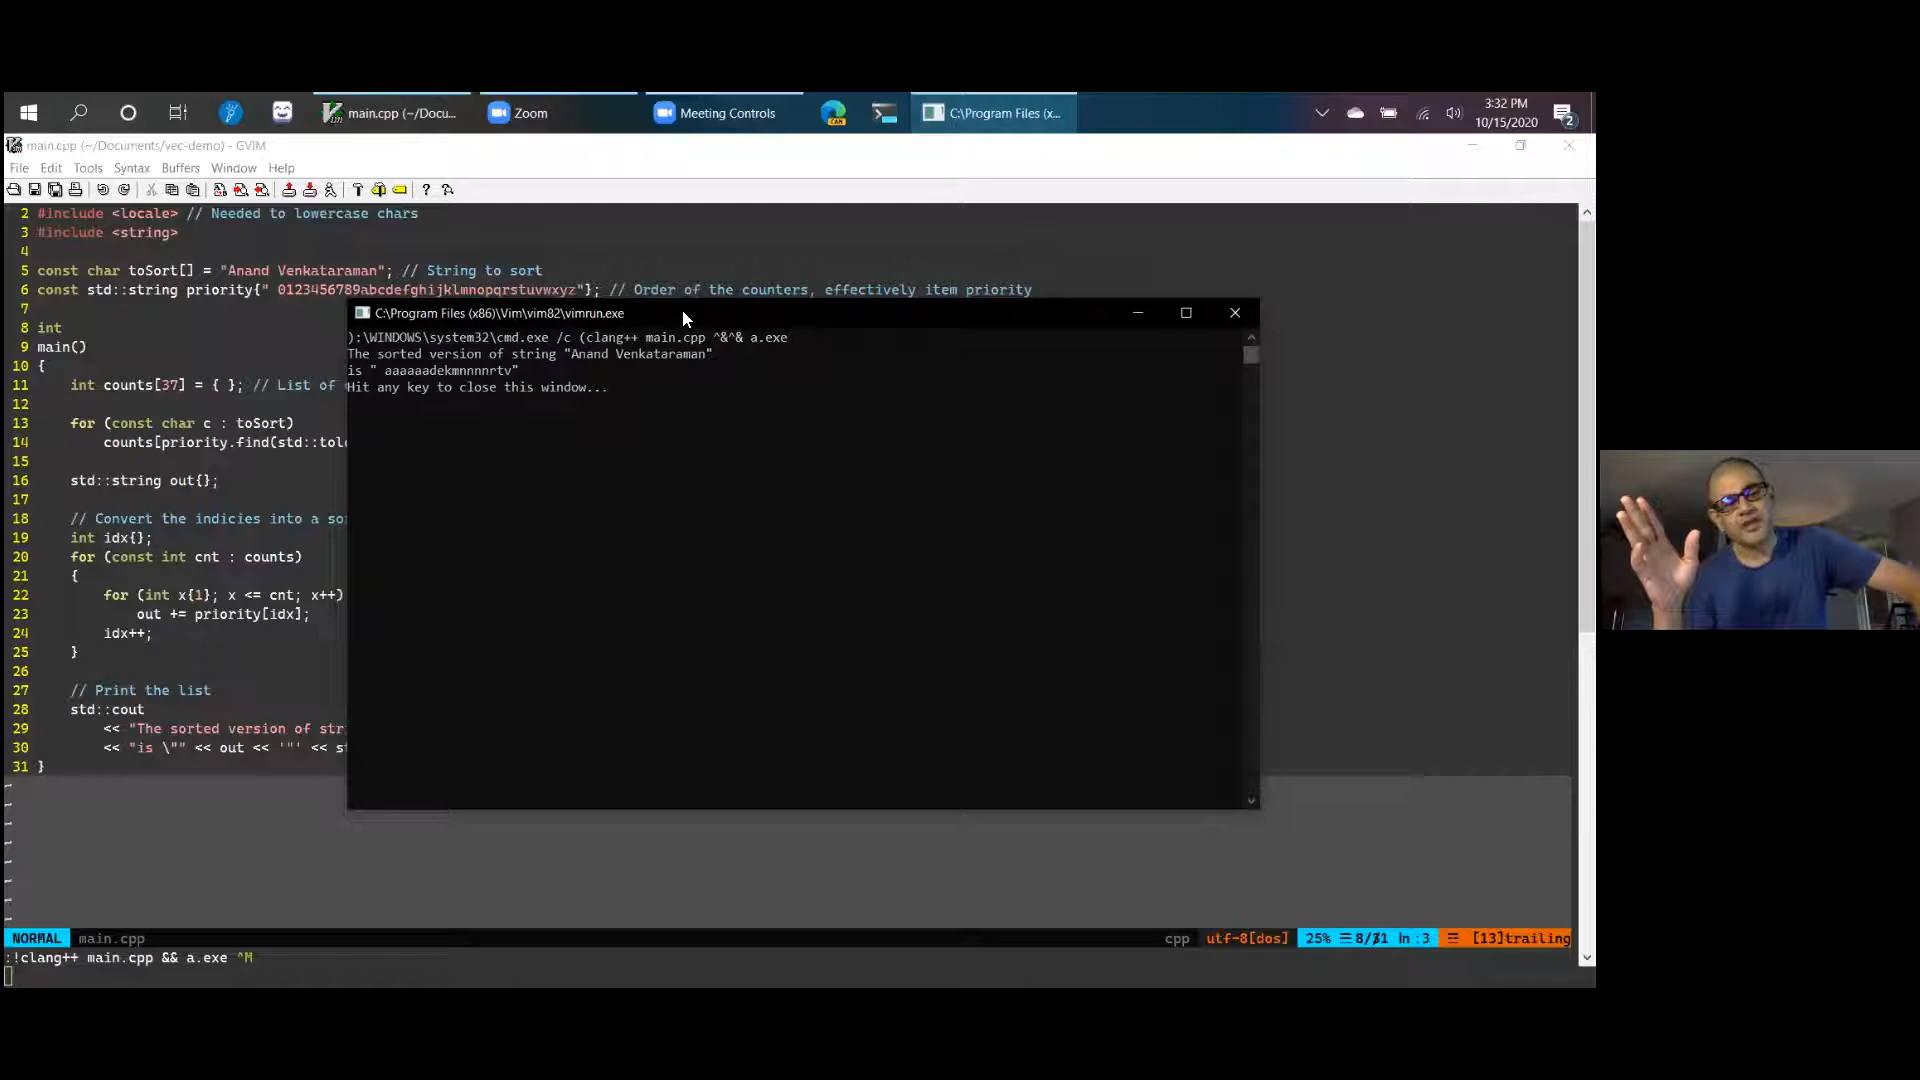 main.cpp (~/Docu...
Zoom
Meeting Controls
C:\Program Files (x...
3:32 PM
10/15/2020
2
main.cpp (~/Documents/vec-demo) - GVIM
File Edit Tools Syntax Buffers Window Help
2 #include <locale> // Needed to lowercase chars
3 #include <string>
4
5 const char toSort[] = "Anand Venkataraman"; // String to sort
6 const std::string priority{" 0123456789abcdefghijklmnopqrstuvwxyz"}; // Order of the counters, effectively item priority
7
8 int
9 main()
10 {
11 int counts[37] = { }; // List of
12
13 for (const char c : toSort)
14 counts[priority.find(std::tol
15
16 std::string out{};
17
18 // Convert the indicies into a so
19 int idx{};
20 for (const int cnt : counts)
21 {
22 for (int x{1}; x <= cnt; x++)
23 out += priority[idx];
24 idx++;
25 }
26
27 // Print the list
28 std::cout
29 << "The sorted version of str
30 << "is \"" << out << '"' << s
31 }
C:\Program Files (x86)\Vim\vim82\vimrun.exe
):\WINDOWS\system32\cmd.exe /c (clang++ main.cpp ^&^& a.exe
The sorted version of string "Anand Venkataraman"
is " aaaaaadekmnnnnrtv"
Hit any key to close this window...
~
~
~
~
~
~
~
~
NORMAL main.cpp cpp utf-8[dos] 25% ☰ 8/31 ln :3 ☲ [13]trailing
:!clang++ main.cpp && a.exe ^M